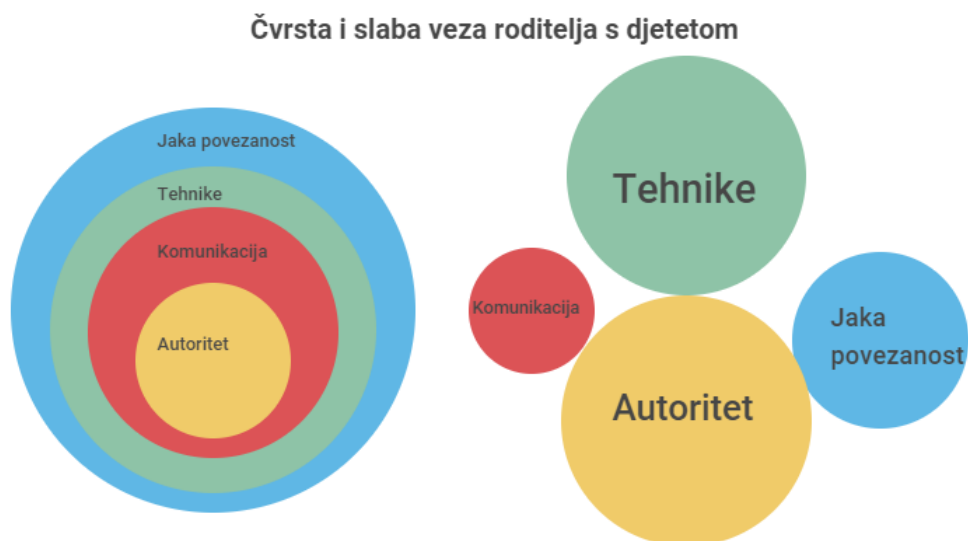 Čvrsta i slaba veza roditelja s djetetom
Jaka povezanost
Tehnike
Komunikacija
Autoritet
Tehnike
Komunikacija
Autoritet
Jaka
povezanost